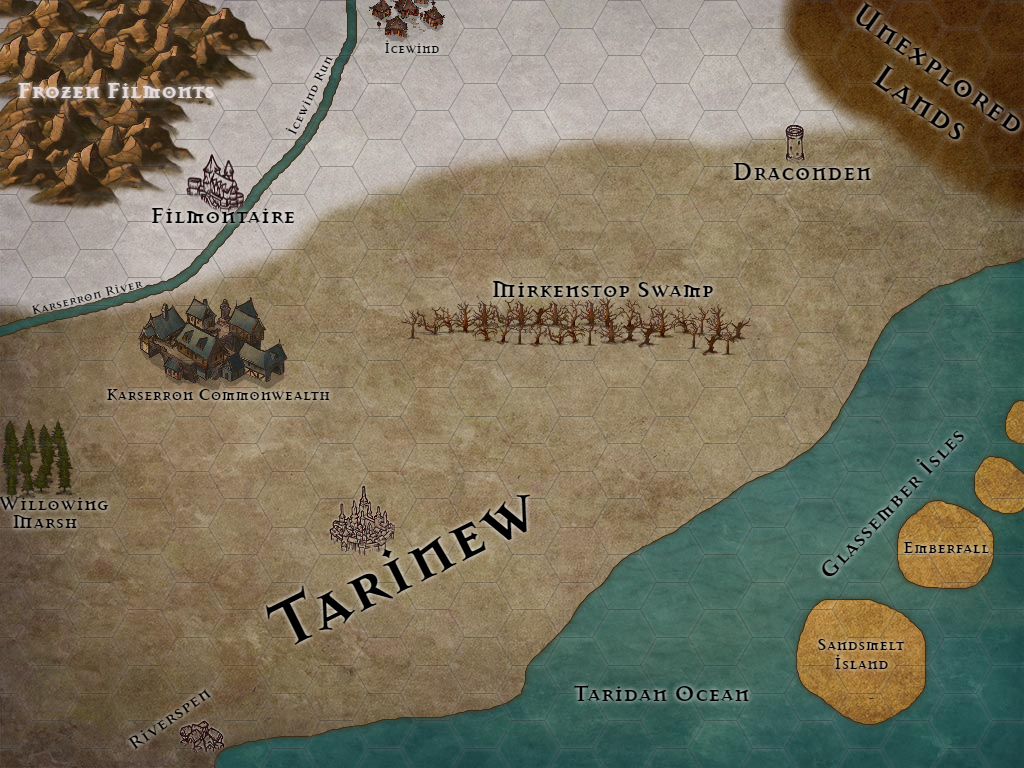 Unexplored
Lands
Icewind
Icewind Run
Frozen Filmonts
Draconden
Filmontaire
Mirkenstop Swamp
Karserron River
Karserron Commonwealth
Glassember Isles
Willowing
Marsh
Tarinew
Emberfall
Sandsmelt
Island
Taridan Ocean
Riverspen